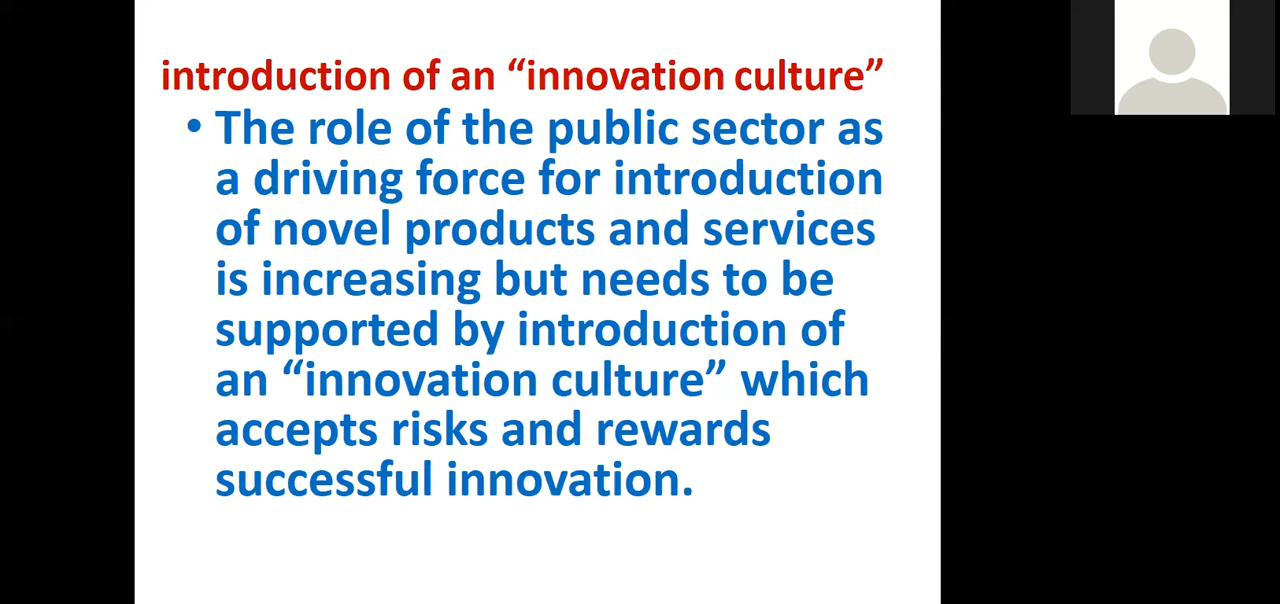 introduction of an “innovation culture”
• The role of the public sector as
a driving force for introduction
of novel products and services
is increasing but needs to be
supported by introduction of
an “innovation culture” which
accepts risks and rewards
successful innovation.